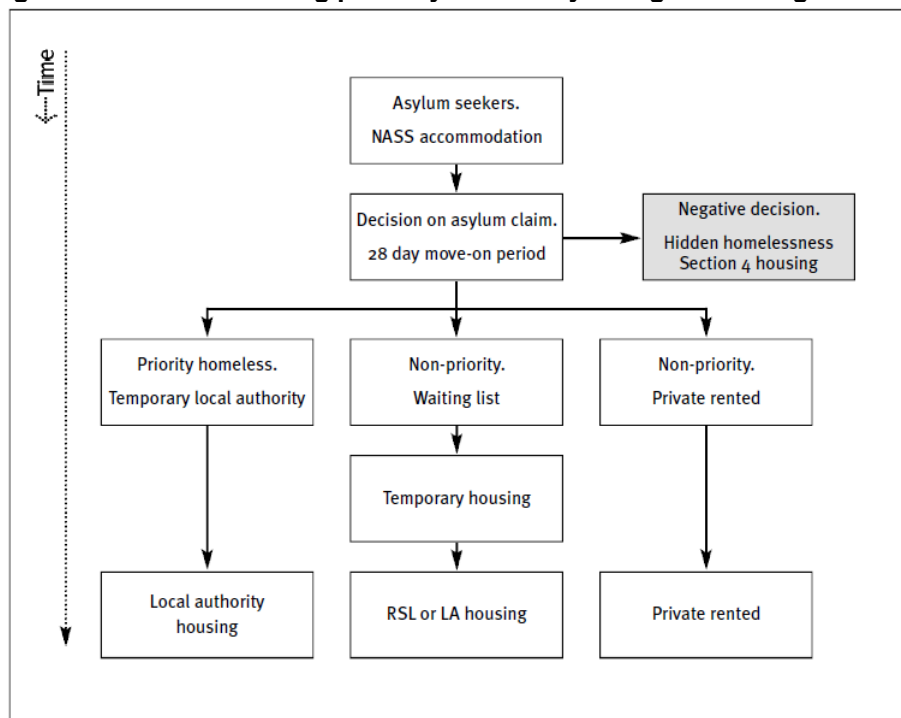 Time
Asylum seekers.
NASS accommodation
Decision on asylum claim.
28 day move-on period
Negative decision.
Hidden homelessness
Section 4 housing
Priority homeless.
Temporary local authority
Non-priority.
Waiting list
Non-priority.
Private rented
Temporary housing
Local authority
housing
RSL or LA housing
Private rented